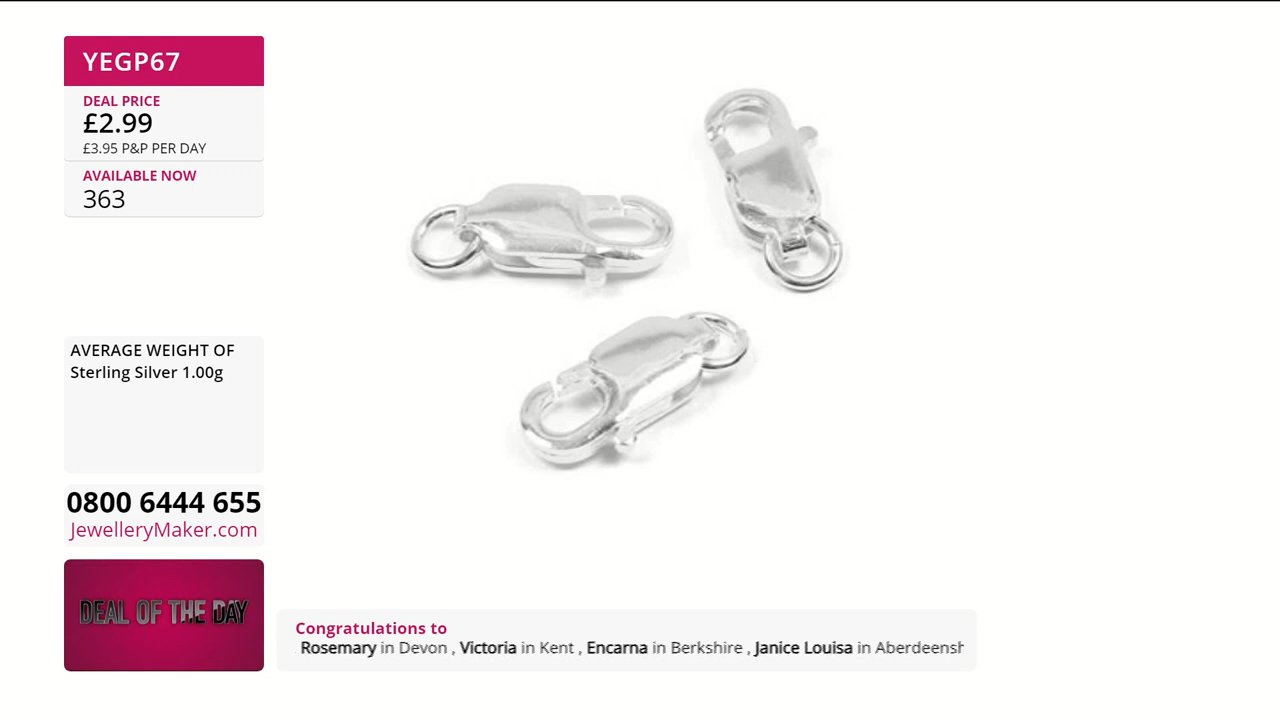 YEGP67
DEAL PRICE
£2.99
£3.95 P&P PER DAY
AVAILABLE NOW
363
AVERAGE WEIGHT OF
Sterling Silver 1.00g
0800 6444 655
JewelleryMaker.com
DEAL OF THE DAY
Congratulations to
Rosemary in Devon , Victoria in Kent , Encarna in Berkshire , Janice Louisa in Aberdeensh